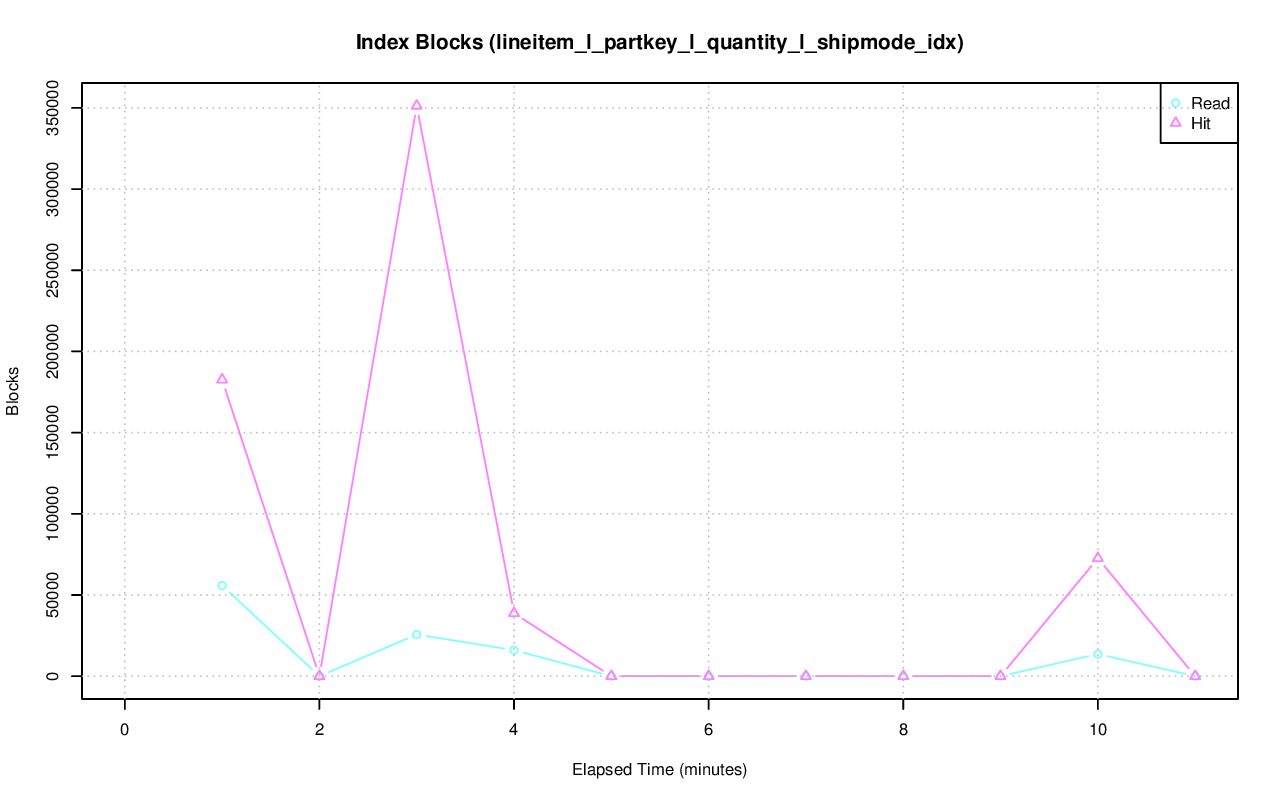 Index Blocks (lineitem_l_partkey_l_quantity_l_shipmode_idx)
Read
Hit
350000
300000
250000
200000
150000
100000
50000
0
Blocks
0 2 4 6 8 10
Elapsed Time (minutes)